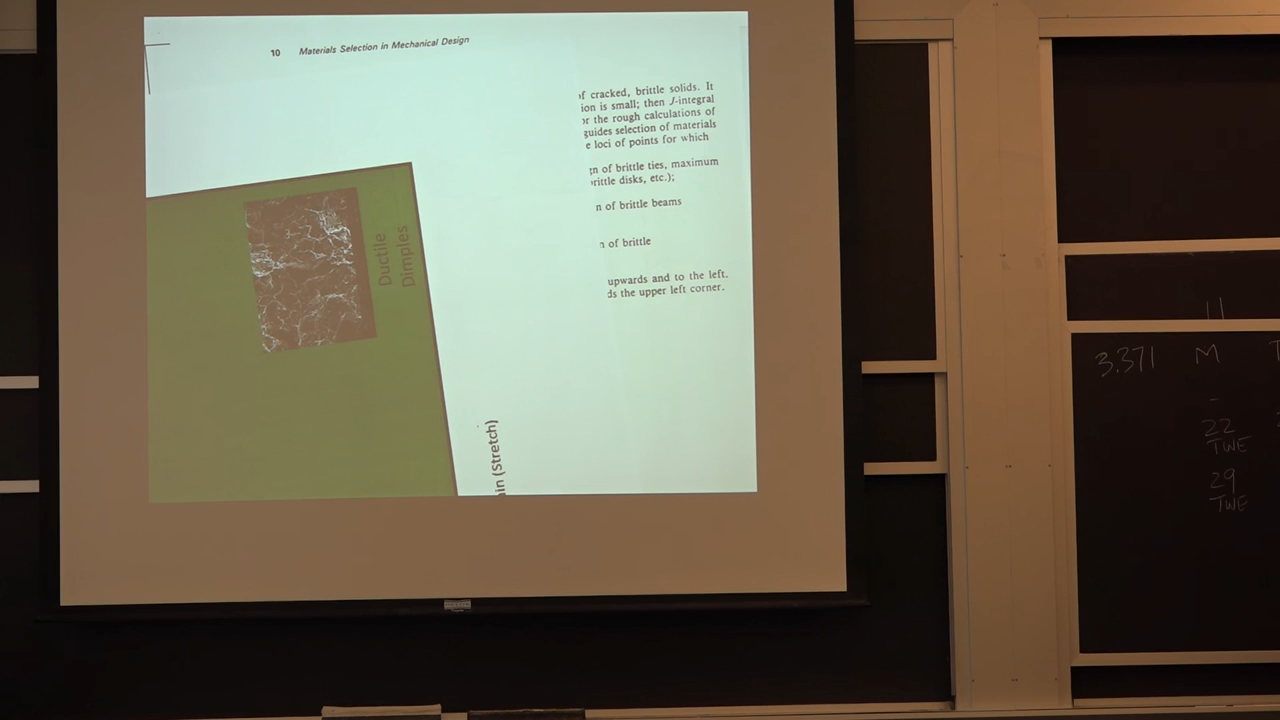 10 Materials Selection in Mechanical Design
of cracked, brittle solids. It
ion is small; then J-integral
or the rough calculations of
guides selection of materials
e loci of points for which
gn of brittle ties, maximum
brittle disks, etc.);
n of brittle beams
n of brittle
upwards and to the left.
ds the upper left corner.
Ductile
Dimples
in (Stretch)
3.371 M T
22
TWE
29
TWE